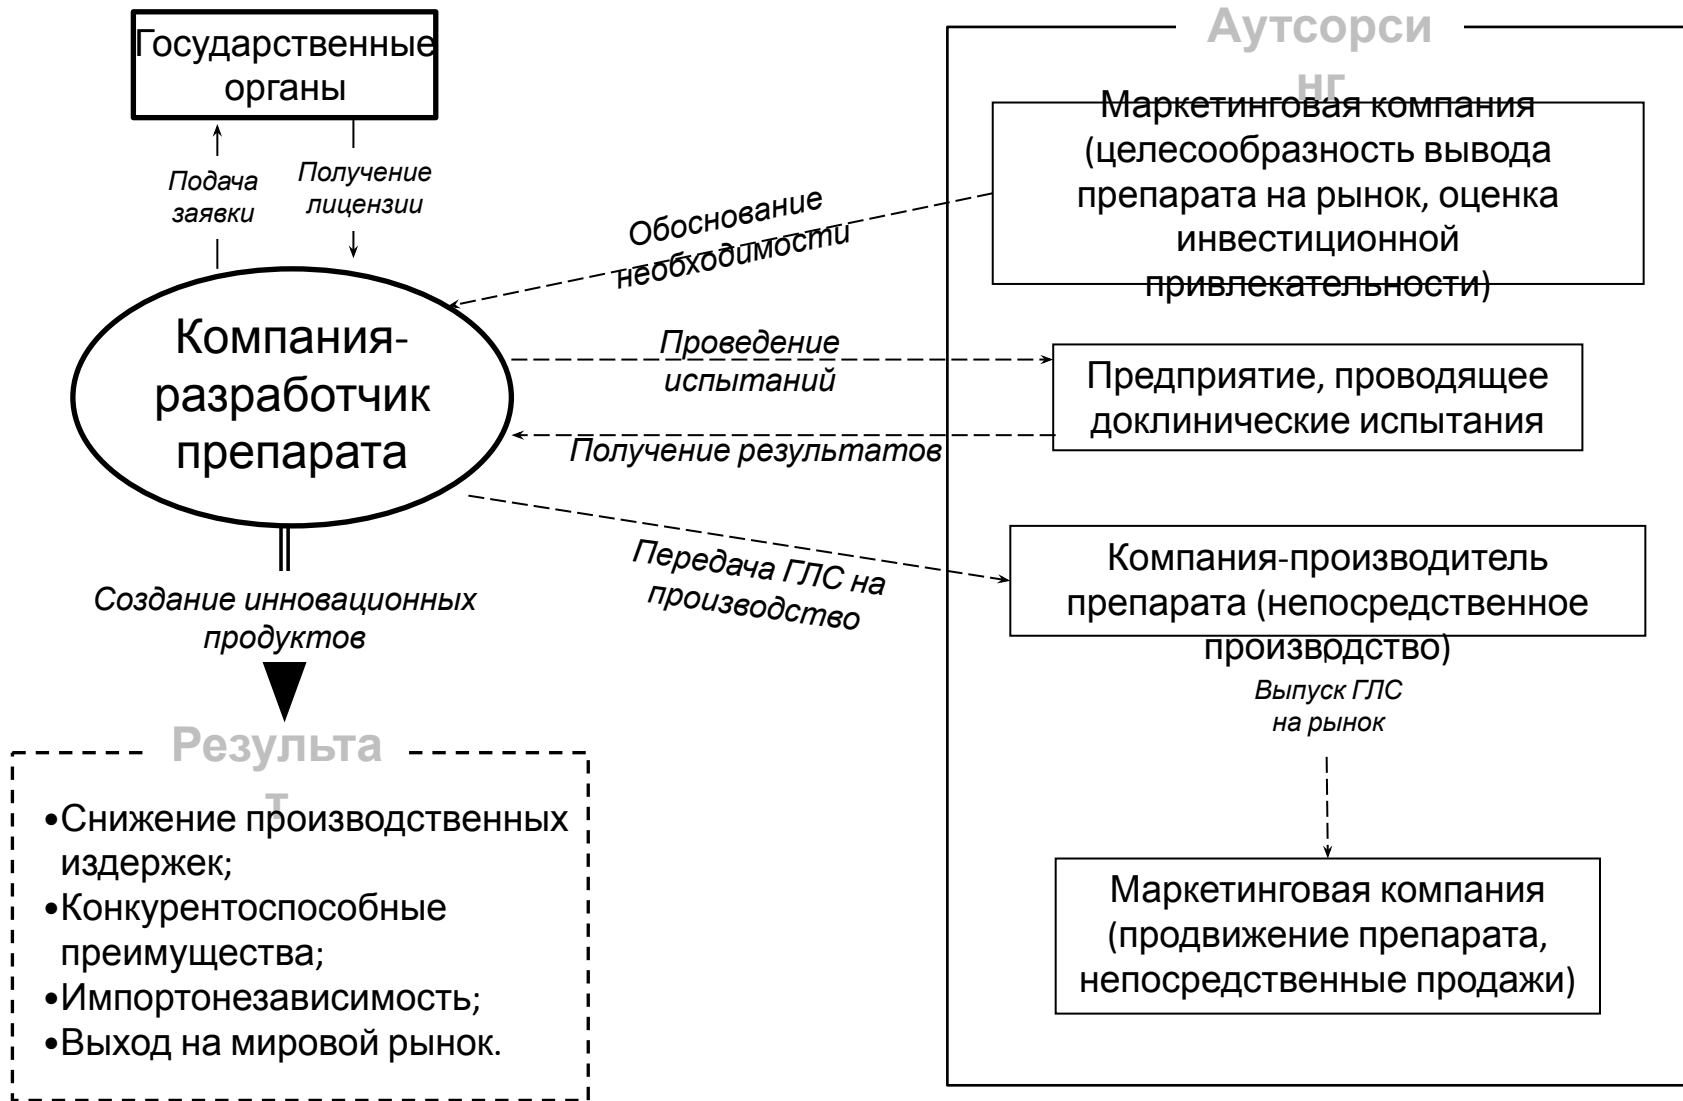 Государственные
органы
Подача
заявки
Получение
лицензии
Компания-
разработчик
препарата
Создание инновационных
продуктов
Результа
т
•Снижение производственных
издержек;
•Конкурентоспособные
преимущества;
•Импортонезависимость;
•Выход на мировой рынок.
Обоснование
необходимости
Проведение
испытаний
Получение результатов
Передача ГЛС на
производство
Аутсорси
нг
Маркетинговая компания
(целесообразность вывода
препарата на рынок, оценка
инвестиционной
привлекательности)
Предприятие, проводящее
доклинические испытания
Компания-производитель
препарата (непосредственное
производство)
Выпуск ГЛС
на рынок
Маркетинговая компания
(продвижение препарата,
непосредственные продажи)